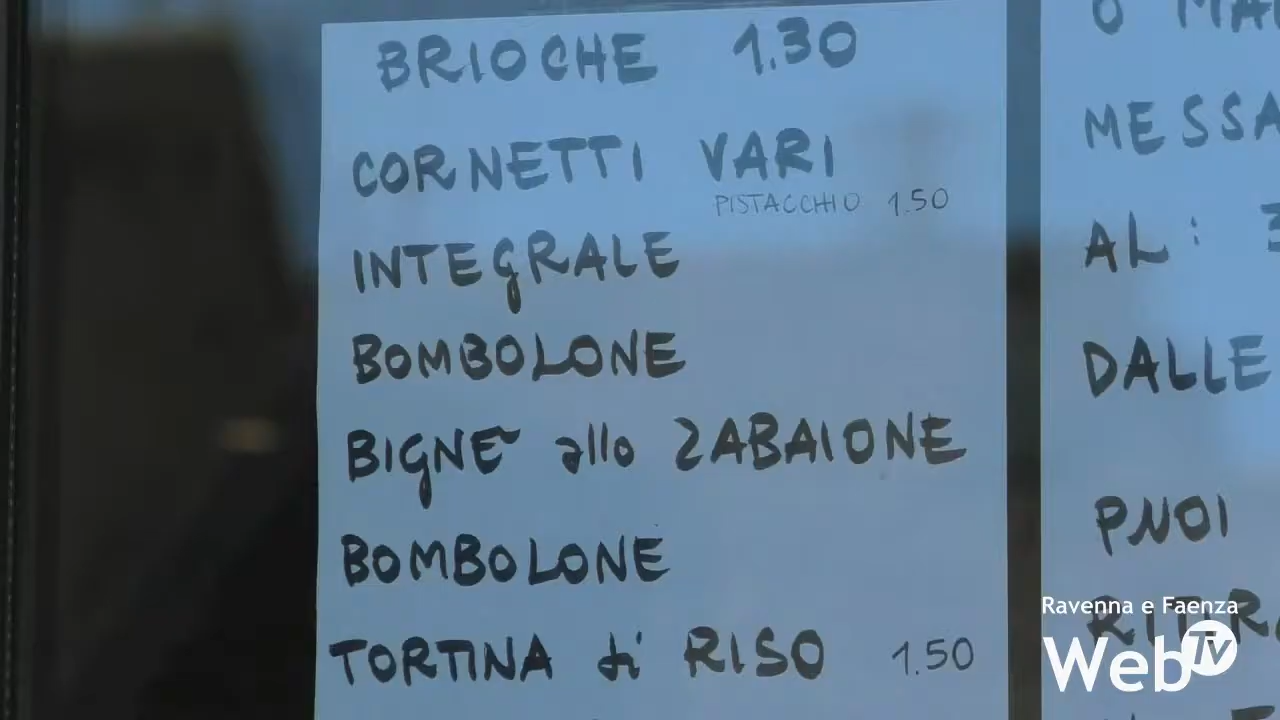 BRIOCHE 1.30
CORNETTI VARI
PISTACCHIO 1.50
INTEGRALE
BOMBOLONE
BIGNE' allo ZABAIONE
BOMBOLONE
TORTINA di RISO 1.50
O
MESSA
AL:
DALLE
PUOI
Ravenna e Faenza
WebTV